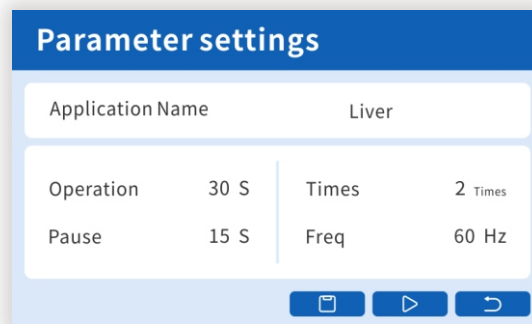 Parameter settings
Application Name Liver
Operation 30 S Times 2 Times
Pause 15 S Freq 60 Hz